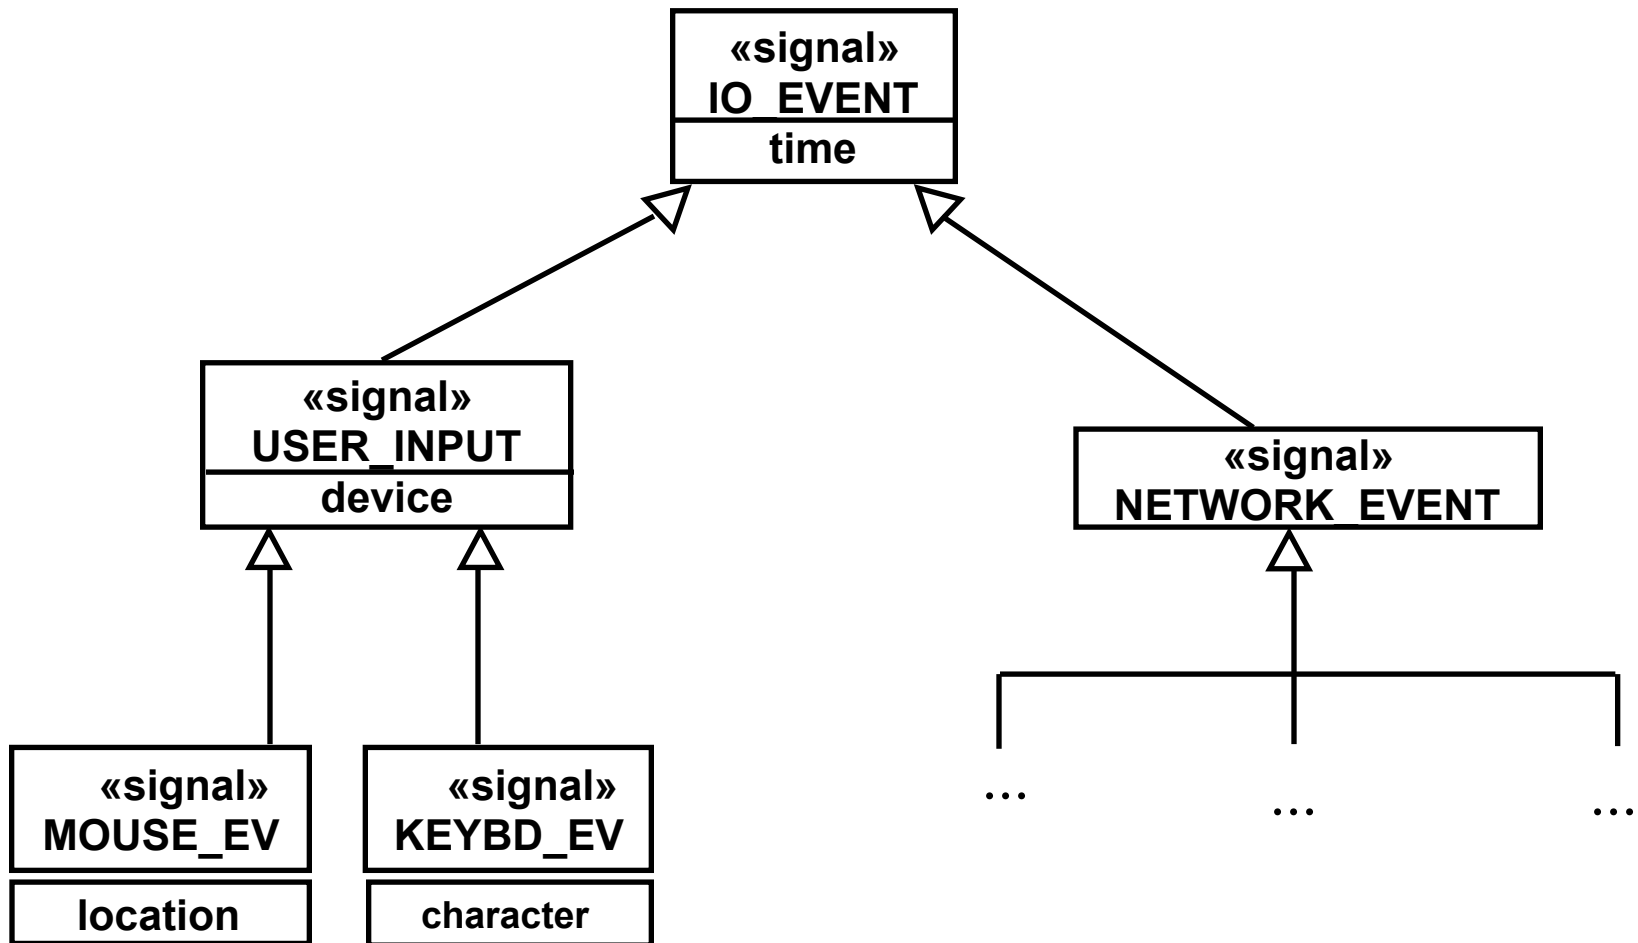 «signal»
IO_EVENT
time
«signal»
USER_INPUT
device
«signal»
NETWORK_EVENT
«signal»
MOUSE_EV
location
«signal»
KEYBD_EV
character
…
…
…